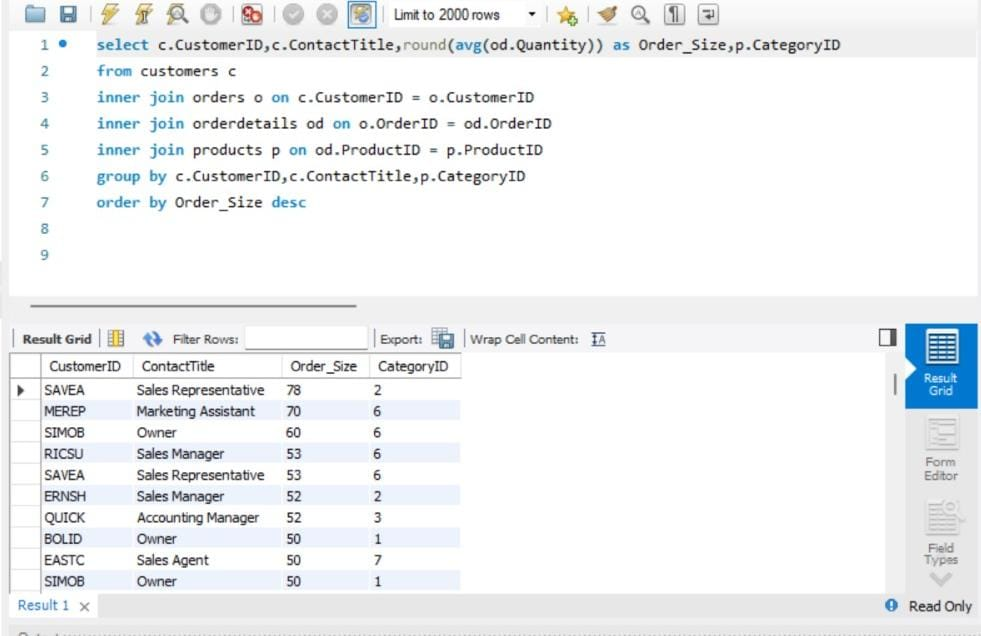 Limit to 2000 rows
1 select c.CustomerID,c.ContactTitle,round(avg(od.Quantity)) as Order_Size,p.CategoryID
2 from customers c
3 inner join orders o on c.CustomerID = o.CustomerID
4 inner join orderdetails od on o.OrderID = od.OrderID
5 inner join products p on od.ProductID = p.ProductID
6 group by c.CustomerID,c.ContactTitle,p.CategoryID
7 order by Order_Size desc
8
9
Result Grid Filter Rows: Export: Wrap Cell Content:
CustomerID ContactTitle Order_Size CategoryID
SAVEA Sales Representative 78 2
MEREP Marketing Assistant 70 6
SIMOB Owner 60 6
RICSU Sales Manager 53 6
SAVEA Sales Representative 53 6
ERNSH Sales Manager 52 2
QUICK Accounting Manager 52 3
BOLID Owner 50 1
EASTC Sales Agent 50 7
SIMOB Owner 50 1
Result
Grid
Form
Editor
Field
Types
Result 1 Read Only